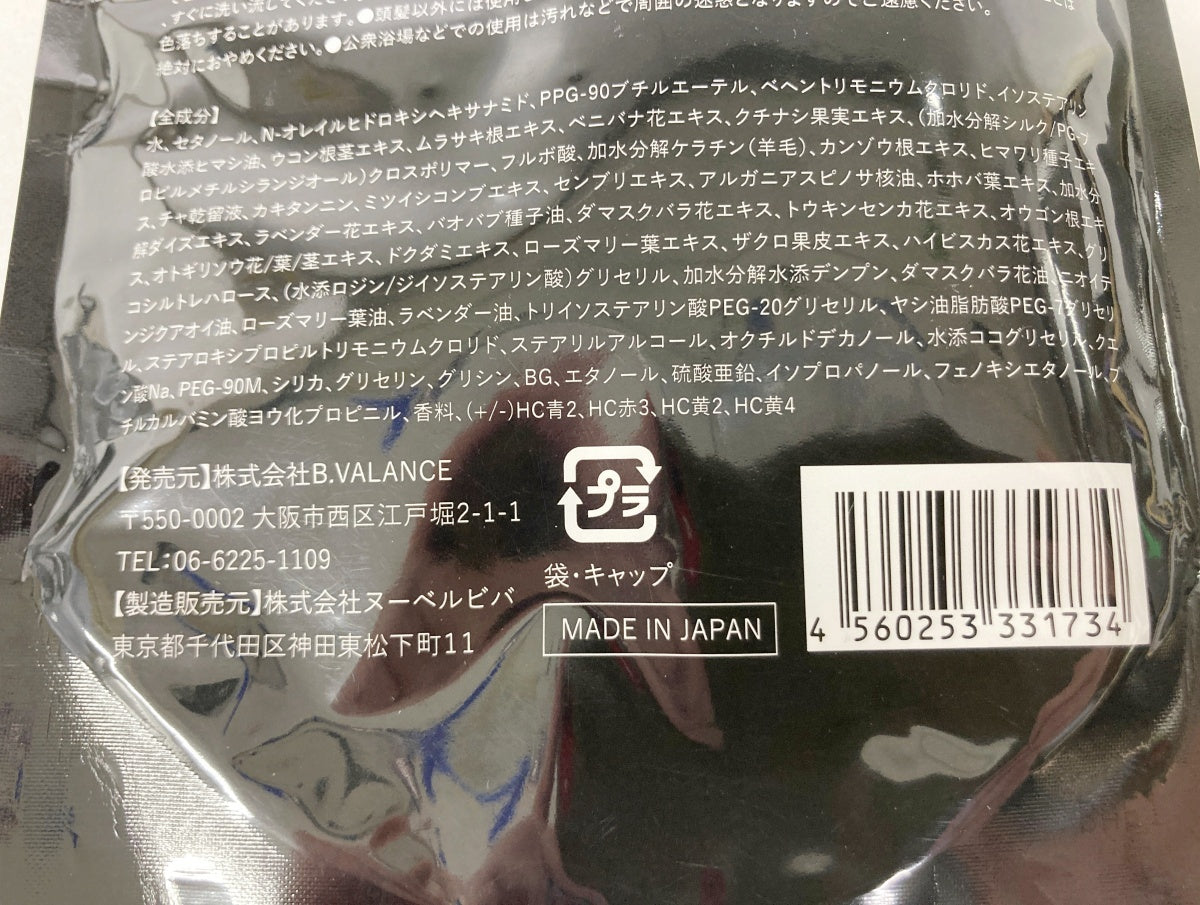 、すぐに洗い流してください
色落ちすることがあります。●頭髪以外には使用
絶対におやめください。●公衆浴場などでの使用は汚れなどで周囲の迷惑となりますのでご遠慮ください。
【全成分】
水、セタノール、N-オレイルヒドロキシヘキサナミド、PPG-90ブチルエーテル、ベヘントリモニウムクロリド、イソステアリン
酸水添ヒマシ油、ウコン根茎エキス、ムラサキ根エキス、ベニバナ花エキス、クチナシ果実エキス、(加水分解シルク/PG-プ
ロピルメチルシランジオール)クロスポリマー、フルボ酸、加水分解ケラチン(羊毛)、カンゾウ根エキス、ヒマワリ種子エキ
ス、チャ乾留液、カキタンニン、ミツイシコンブエキス、センブリエキス、アルガニアスピノサ核油、ホホバ葉エキス、加水分
解ダイズエキス、ラベンダー花エキス、バオバブ種子油、ダマスクバラ花エキス、トウキンセンカ花エキス、オウゴン根エキ
ス、オトギリソウ花/葉/茎エキス、ドクダミエキス、ローズマリー葉エキス、ザクロ果皮エキス、ハイビスカス花エキス、グリ
コシルトレハロース、(水添ロジン/ジイソステアリン酸)グリセリル、加水分解水添デンプン、ダマスクバラ花油、ニオイテ
ンジクアオイ油、ローズマリー葉油、ラベンダー油、トリイソステアリン酸PEG-20グリセリル、ヤシ油脂肪酸PEG-7グリセリ
ル、ステアロキシプロピルトリモニウムクロリド、ステアリルアルコール、オクチルドデカノール、水添ココグリセリル、クエ
ン酸Na、PEG-90M、シリカ、グリセリン、グリシン、BG、エタノール、硫酸亜鉛、イソプロパノール、フェノキシエタノール、ブ
チルカルバミン酸ヨウ化プロピニル、香料、(+/-)HC青2、HC赤3、HC黄2、HC黄4
【発売元】株式会社B.VALANCE
〒550-0002 大阪市西区江戸堀2-1-1
TEL:06-6225-1109
【製造販売元】株式会社ヌーベルビバ
東京都千代田区神田東松下町11
プラ
袋・キャップ
MADE IN JAPAN
4 560253 331734